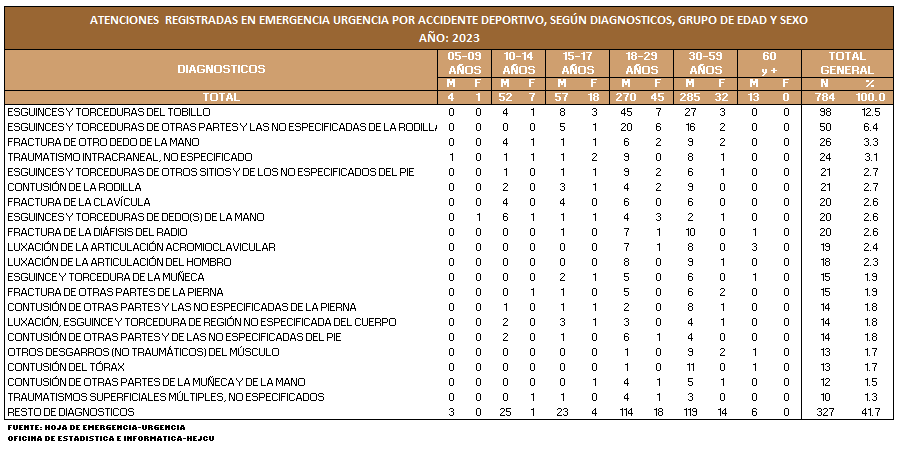 ATENCIONES REGISTRADAS EN EMERGENCIA URGENCIA POR ACCIDENTE DEPORTIVO, SEGÚN DIAGNOSTICOS, GRUPO DE EDAD Y SEXO
AÑO: 2023
DIAGNOSTICOS 05-09 AÑOS 10-14 AÑOS 15-17 AÑOS 18-29 AÑOS 30-59 AÑOS 60 y + TOTAL GENERAL
M F M F M F M F M F M F N %
TOTAL 4 1 52 7 57 18 270 45 285 32 13 0 784 100.0
ESGUINCES Y TORCEDURAS DEL TOBILLO 0 0 4 1 8 3 45 7 27 3 0 0 98 12.5
ESGUINCES Y TORCEDURAS DE OTRAS PARTES Y LAS NO ESPECIFICADAS DE LA RODILLA 0 0 0 0 5 1 20 6 16 2 0 0 50 6.4
FRACTURA DE OTRO DEDO DE LA MANO 0 0 4 1 1 1 6 2 9 2 0 0 26 3.3
TRAUMATISMO INTRACRANEAL, NO ESPECIFICADO 1 0 1 1 1 2 9 0 8 1 0 0 24 3.1
ESGUINCES Y TORCEDURAS DE OTROS SITIOS Y DE LOS NO ESPECIFICADOS DEL PIE 0 0 1 0 1 1 9 2 6 1 0 0 21 2.7
CONTUSIÓN DE LA RODILLA 0 0 2 0 3 1 4 2 9 0 0 0 21 2.7
FRACTURA DE LA CLAVÍCULA 0 0 4 0 4 0 6 0 6 0 0 0 20 2.6
ESGUINCES Y TORCEDURAS DE DEDO(S) DE LA MANO 0 1 6 1 1 1 4 3 2 1 0 0 20 2.6
FRACTURA DE LA DIÁFISIS DEL RADIO 0 0 0 0 1 0 7 1 10 0 1 0 20 2.6
LUXACIÓN DE LA ARTICULACIÓN ACROMIOCLAVICULAR 0 0 0 0 0 0 7 1 8 0 3 0 19 2.4
LUXACIÓN DE LA ARTICULACIÓN DEL HOMBRO 0 0 0 0 0 0 8 0 9 1 0 0 18 2.3
ESGUINCE Y TORCEDURA DE LA MUÑECA 0 0 0 0 2 1 5 0 6 0 1 0 15 1.9
FRACTURA DE OTRAS PARTES DE LA PIERNA 0 0 0 1 1 0 5 0 6 2 0 0 15 1.9
CONTUSIÓN DE OTRAS PARTES Y LAS NO ESPECIFICADAS DE LA PIERNA 0 0 1 0 1 1 2 0 8 1 0 0 14 1.8
LUXACIÓN, ESGUINCE Y TORCEDURA DE REGIÓN NO ESPECIFICADA DEL CUERPO 0 0 2 0 3 1 3 0 4 1 0 0 14 1.8
CONTUSIÓN DE OTRAS PARTES Y DE LAS NO ESPECIFICADAS DEL PIE 0 0 2 0 1 0 6 1 4 0 0 0 14 1.8
OTROS DESGARROS (NO TRAUMÁTICOS) DEL MÚSCULO 0 0 0 0 0 0 1 0 9 2 1 0 13 1.7
CONTUSIÓN DEL TÓRAX 0 0 0 0 0 0 1 0 11 0 1 0 13 1.7
CONTUSIÓN DE OTRAS PARTES DE LA MUÑECA Y DE LA MANO 0 0 0 0 0 1 4 1 5 1 0 0 12 1.5
TRAUMATISMOS SUPERFICIALES MÚLTIPLES, NO ESPECIFICADOS 0 0 0 1 0 0 4 1 3 0 0 0 10 1.3
RESTO DE DIAGNOSTICOS 3 0 25 1 23 4 114 18 119 14 6 0 327 41.7
FUENTE: HOJA DE EMERGENCIA-URGENCIA
OFICINA DE ESTADISTICA E INFORMATICA-HEJCU